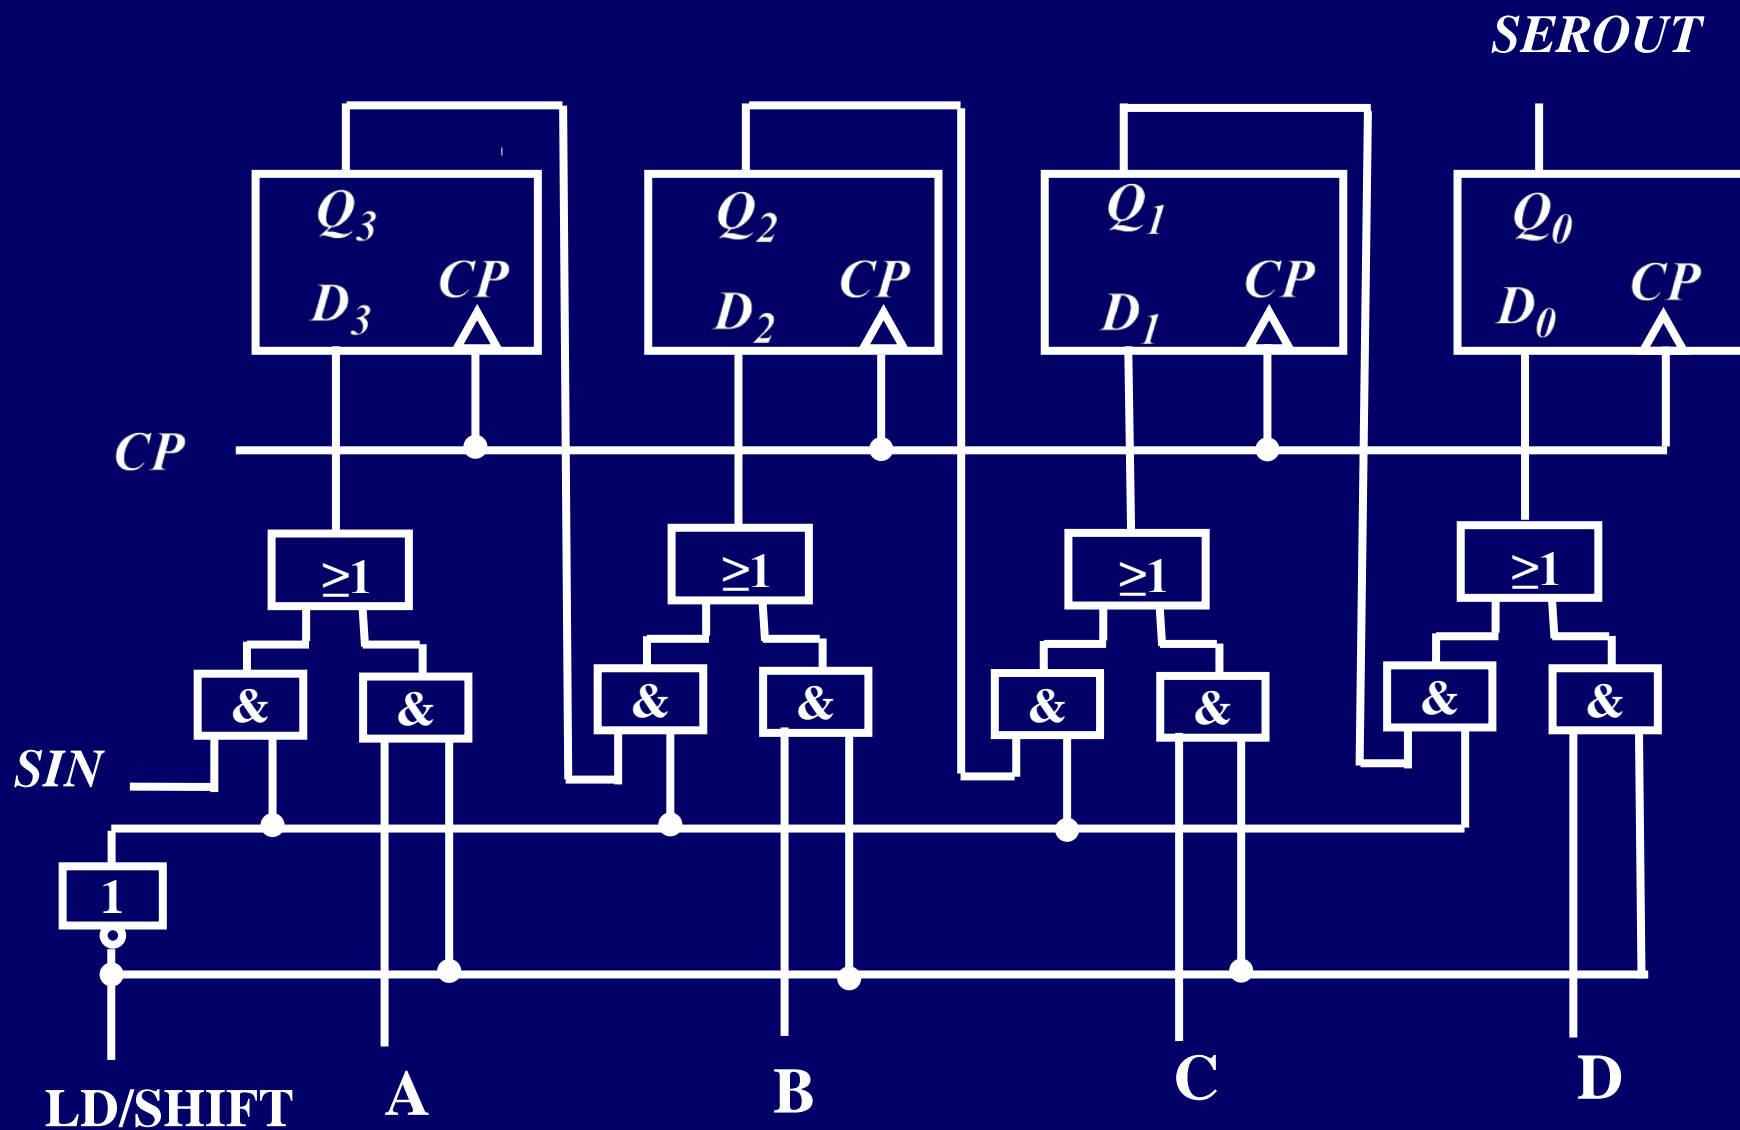 SEROUT
Q3
Q2
Q1
Q0
CP
CP
CP
CP
D3
D2
D1
D0
CP
≥1
≥1
≥1
≥1
&
&
&
&
&
&
&
&
SIN
1
LD/SHIFT
A
B
C
D